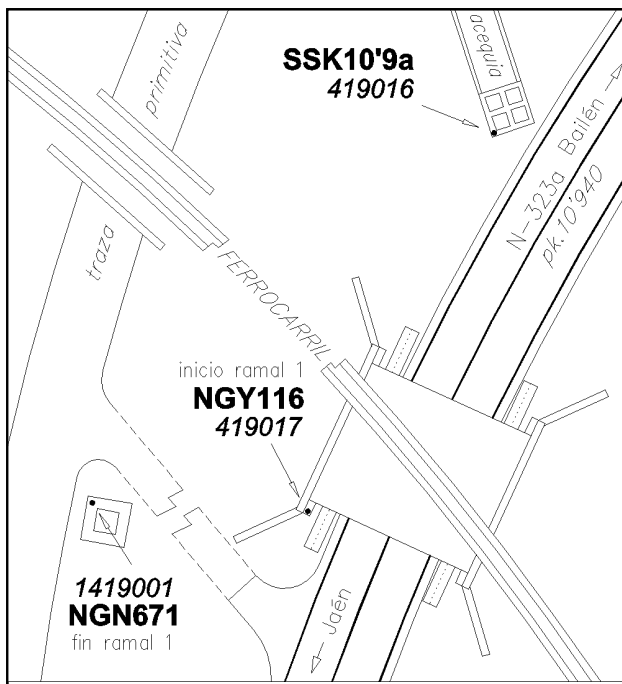 SSK10'9a
419016
acequia
primitiva
traza
N-323a Bailén
pk.10'940
FERROCARRIL
inicio ramal 1
NGY116
419017
1419001
NGN671
fin ramal 1
Jaén